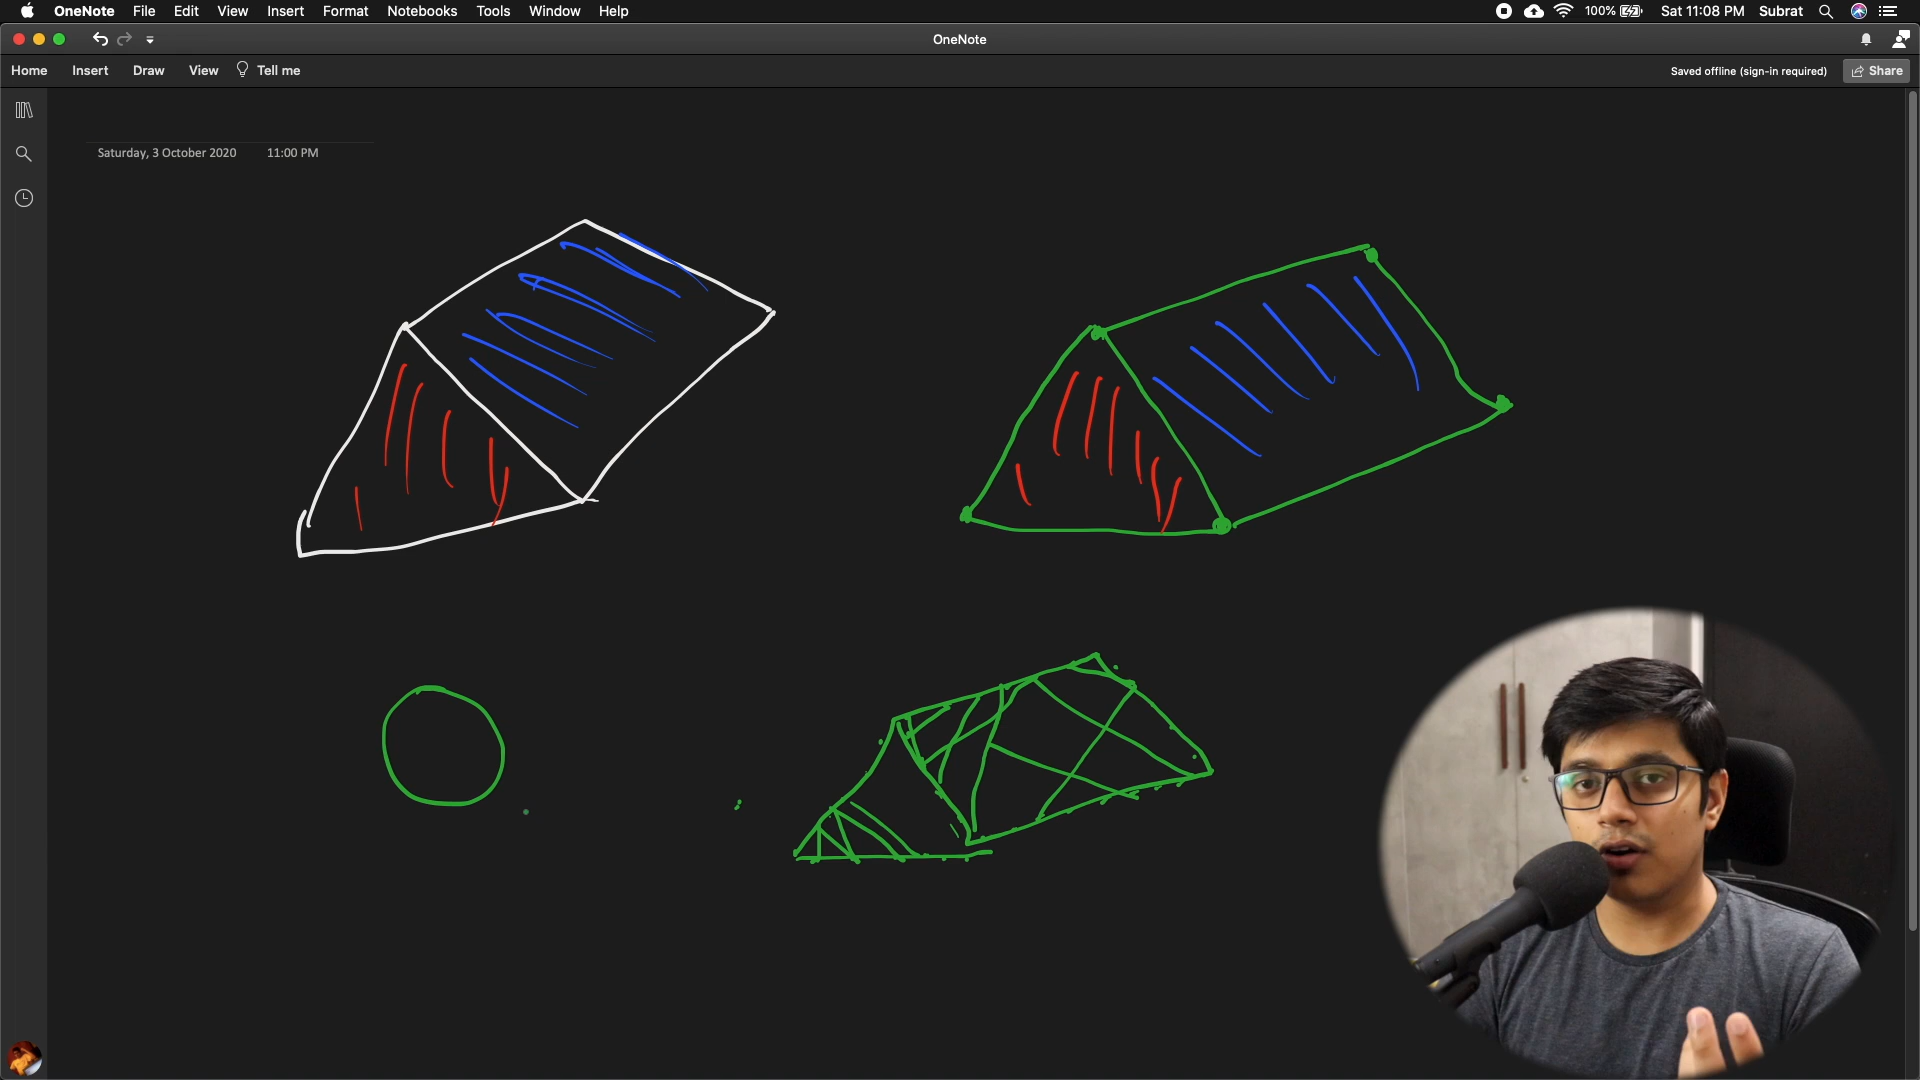 OneNote File Edit View Insert Format Notebooks Tools Window Help 100% Sat 11:08 PM Subrat
OneNote
Home Insert Draw View Tell me Saved offline (sign-in required) Share
Saturday, 3 October 2020 11:00 PM